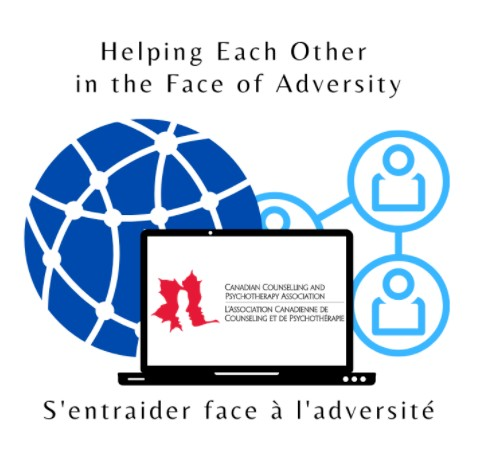 Helping Each Other
in the Face of Adversity
CANADIAN COUNSELLING AND
PSYCHOTHERAPY ASSOCIATION
L'ASSOCIATION CANADIENNE DE
COUNSELING ET DE PSYCHOTHÉRAPIE
S'entraider face à l'adversité